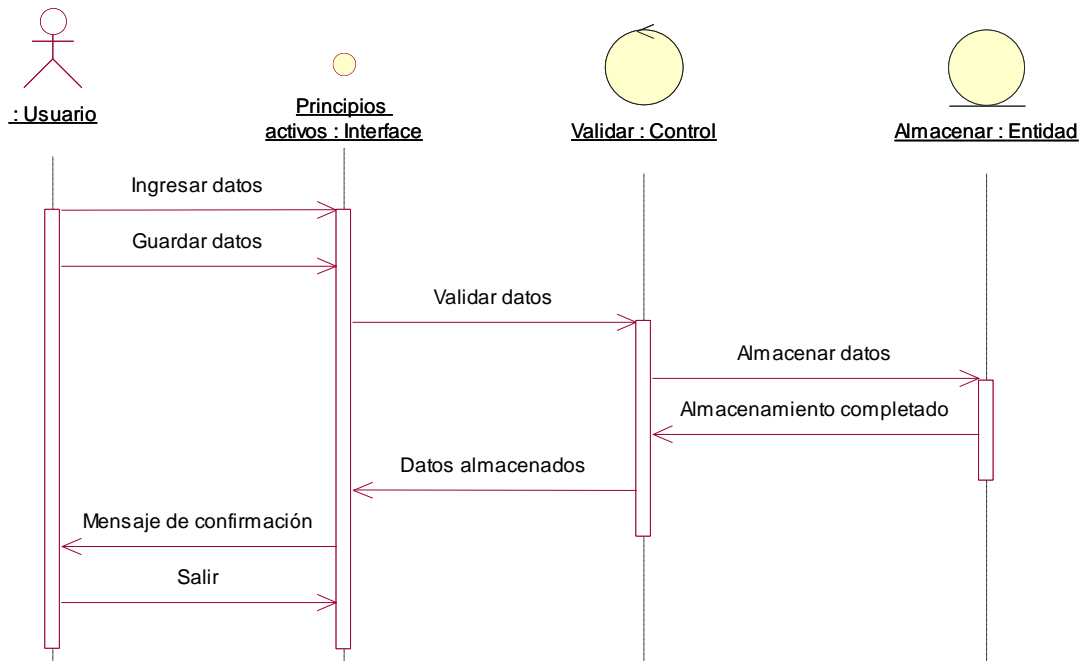 : Usuario
Principios
activos : Interface
Validar : Control
Almacenar : Entidad
Ingresar datos
Guardar datos
Validar datos
Almacenar datos
Almacenamiento completado
Datos almacenados
Mensaje de confirmación
Salir